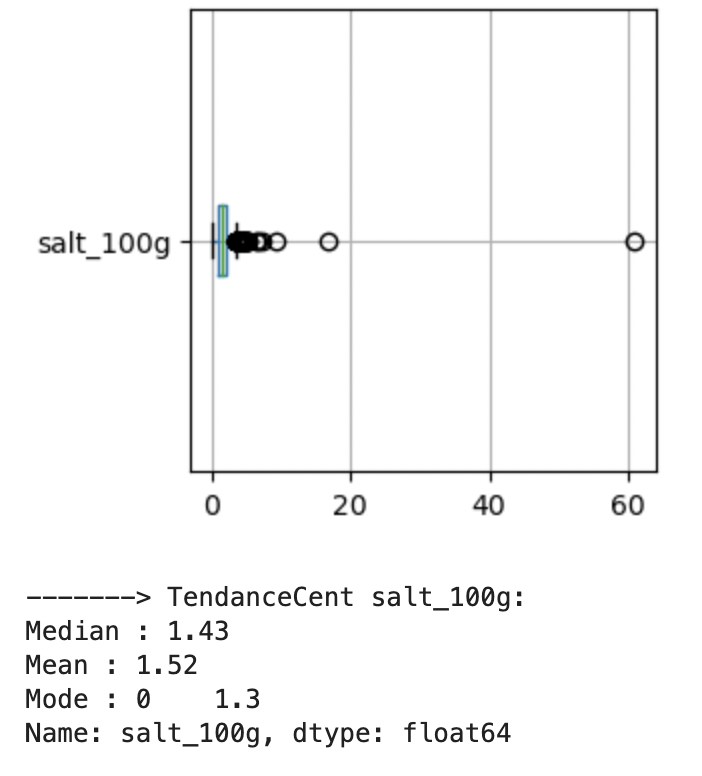 salt_100g
0 20 40 60
-------> TendanceCent salt_100g:
Median : 1.43
Mean : 1.52
Mode : 0    1.3
Name: salt_100g, dtype: float64